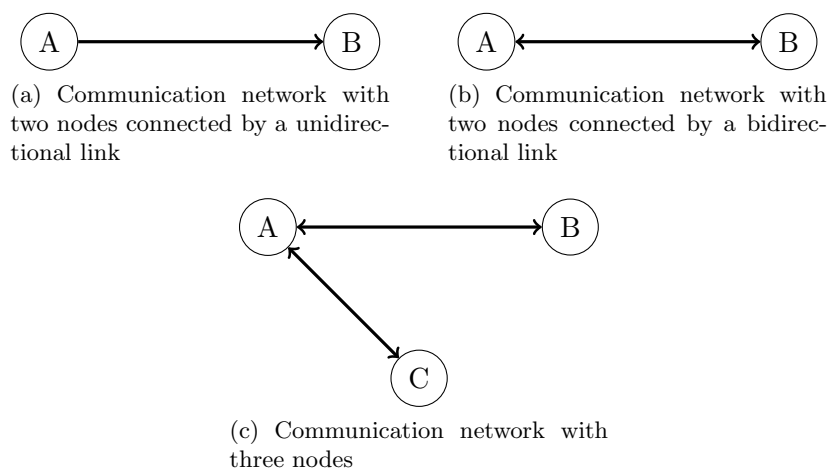 A
B
A
B
(a) Communication network with
two nodes connected by a unidirec-
tional link
(b) Communication network with
two nodes connected by a bidirec-
tional link
A
B
C
(c) Communication network with
three nodes